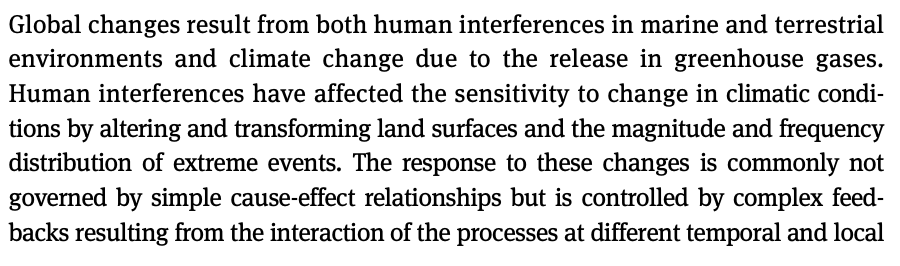 Global changes result from both human interferences in marine and terrestrial
environments and climate change due to the release in greenhouse gases.
Human interferences have affected the sensitivity to change in climatic condi-
tions by altering and transforming land surfaces and the magnitude and frequency
distribution of extreme events. The response to these changes is commonly not
governed by simple cause-effect relationships but is controlled by complex feed-
backs resulting from the interaction of the processes at different temporal and local